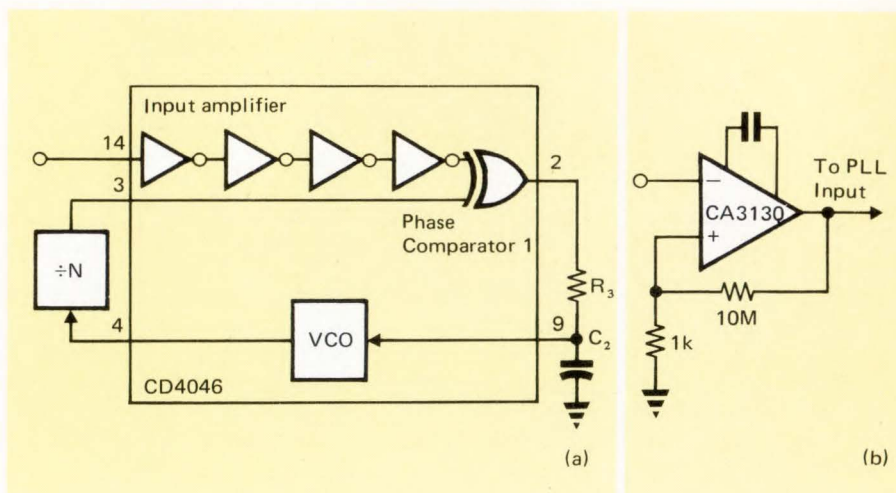 Input amplifier
14
3
2
Phase
Comparator 1
÷N
R₃
4
VCO
9
C₂
CD4046
(a)
To PLL
Input
−
CA3130
+
10M
1k
(b)